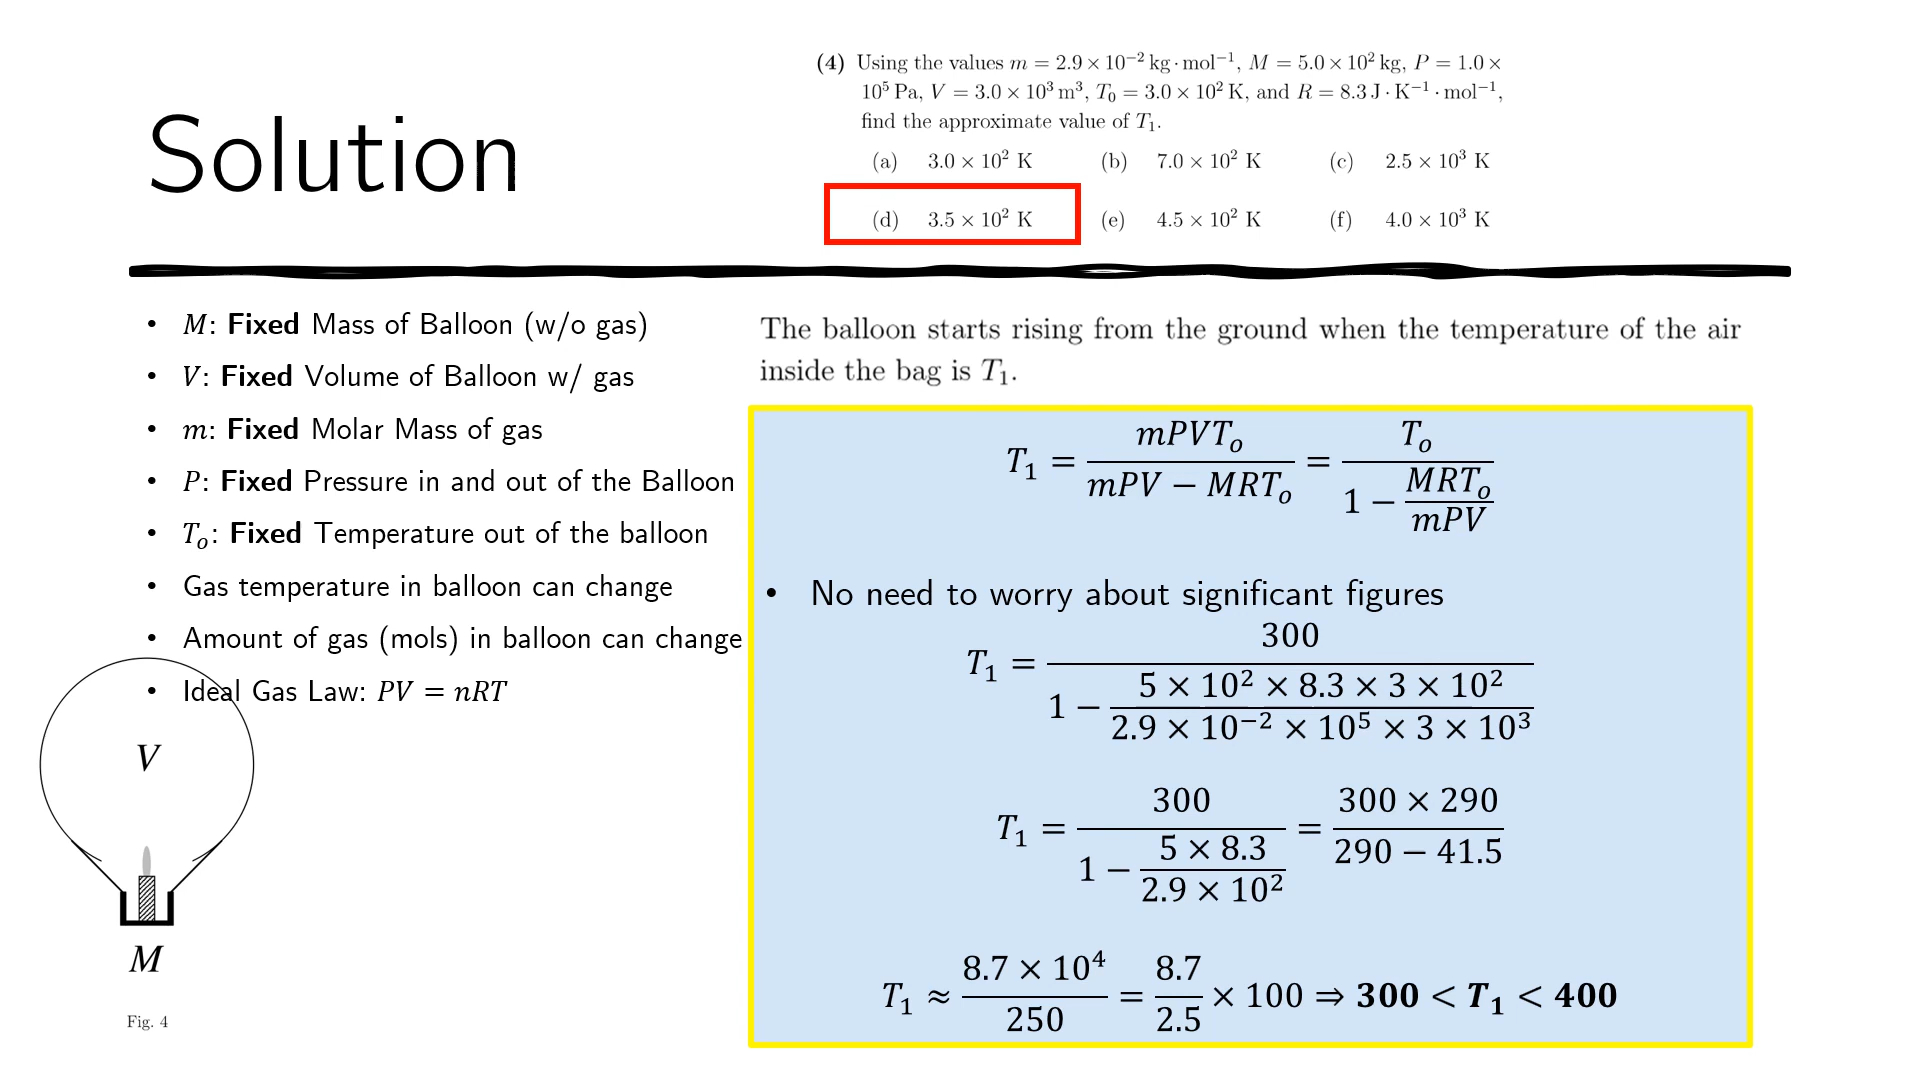 Solution
(4) Using the values m = 2.9 × 10⁻² kg · mol⁻¹, M = 5.0 × 10² kg, P = 1.0 ×
10⁵ Pa, V = 3.0 × 10³ m³, T₀ = 3.0 × 10² K, and R = 8.3 J · K⁻¹ · mol⁻¹,
find the approximate value of T₁.
(a) 3.0 × 10² K (b) 7.0 × 10² K (c) 2.5 × 10³ K
(d) 3.5 × 10² K (e) 4.5 × 10² K (f) 4.0 × 10³ K
• M: Fixed Mass of Balloon (w/o gas)
• V: Fixed Volume of Balloon w/ gas
• m: Fixed Molar Mass of gas
• P: Fixed Pressure in and out of the Balloon
• Tₒ: Fixed Temperature out of the balloon
• Gas temperature in balloon can change
• Amount of gas (mols) in balloon can change
• Ideal Gas Law: PV = nRT
V
M
Fig. 4
The balloon starts rising from the ground when the temperature of the air
inside the bag is T₁.
T₁ = mPVTₒ / (mPV − MRTₒ) = Tₒ / (1 − MRTₒ / mPV)
• No need to worry about significant figures
T₁ = 300 / (1 − (5 × 10² × 8.3 × 3 × 10²) / (2.9 × 10⁻² × 10⁵ × 3 × 10³))
T₁ = 300 / (1 − (5 × 8.3) / (2.9 × 10²)) = (300 × 290) / (290 − 41.5)
T₁ ≈ (8.7 × 10⁴) / 250 = 8.7 / 2.5 × 100 ⇒ 300 < T₁ < 400